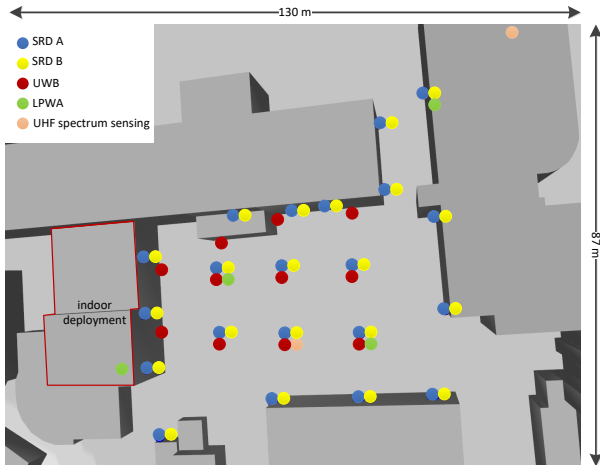 130 m
SRD A
SRD B
UWB
LPWA
UHF spectrum sensing
87 m
indoor
deployment